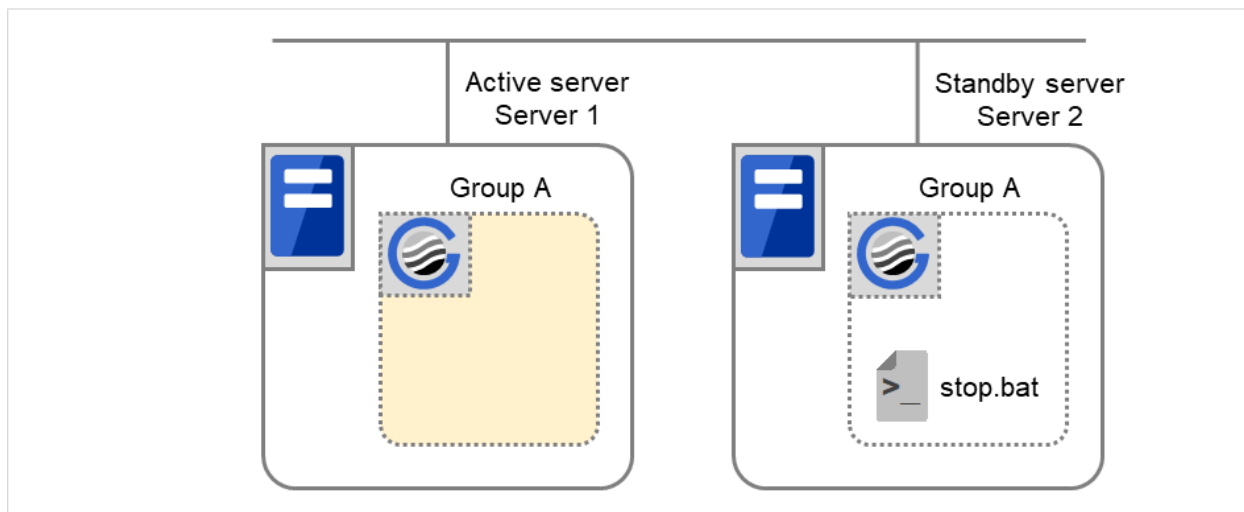 Active server
Server 1
Standby server
Server 2
Group A
Group A
>_ stop.bat